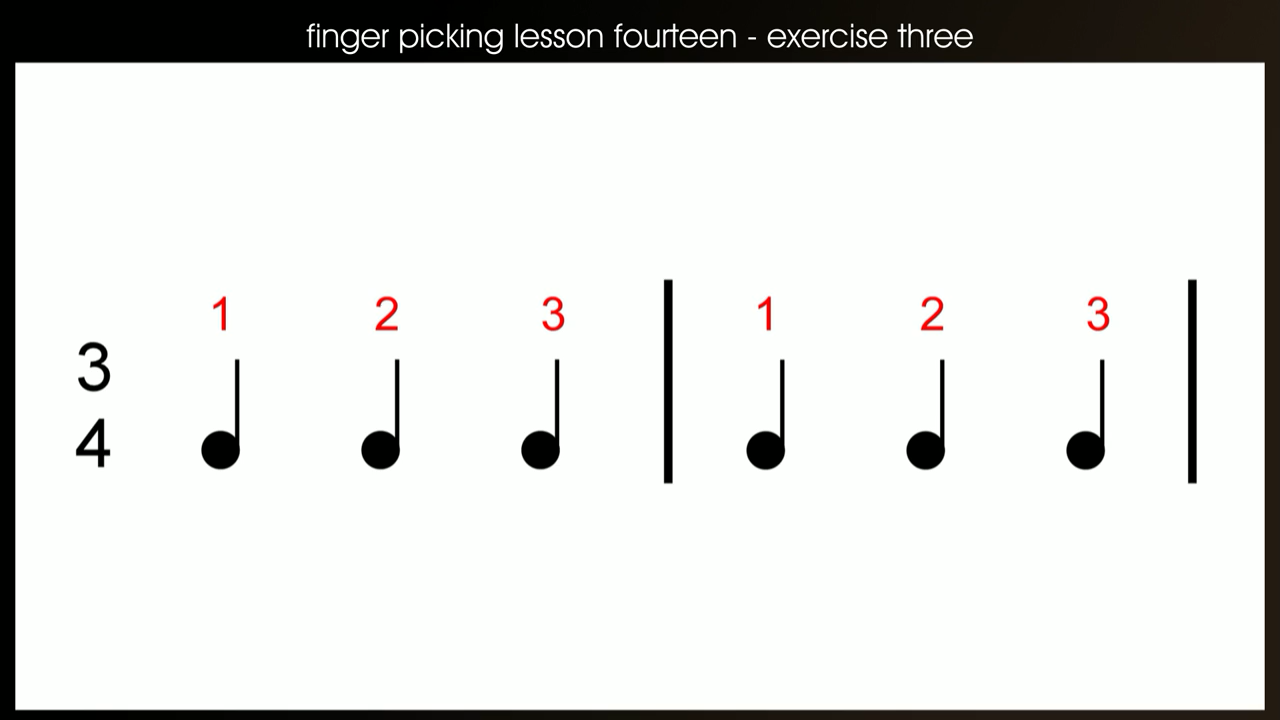 finger picking lesson fourteen - exercise three
1 2 3 1 2 3
3
4